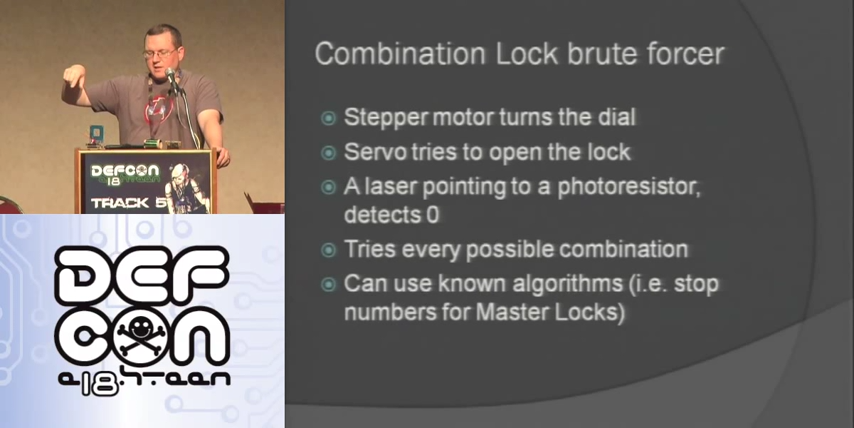 Combination Lock brute forcer
Stepper motor turns the dial
Servo tries to open the lock
A laser pointing to a photoresistor,
detects 0
Tries every possible combination
Can use known algorithms (i.e. stop
numbers for Master Locks)
DEFCON
18
TRACK 5
DEF
CON
e18hteen